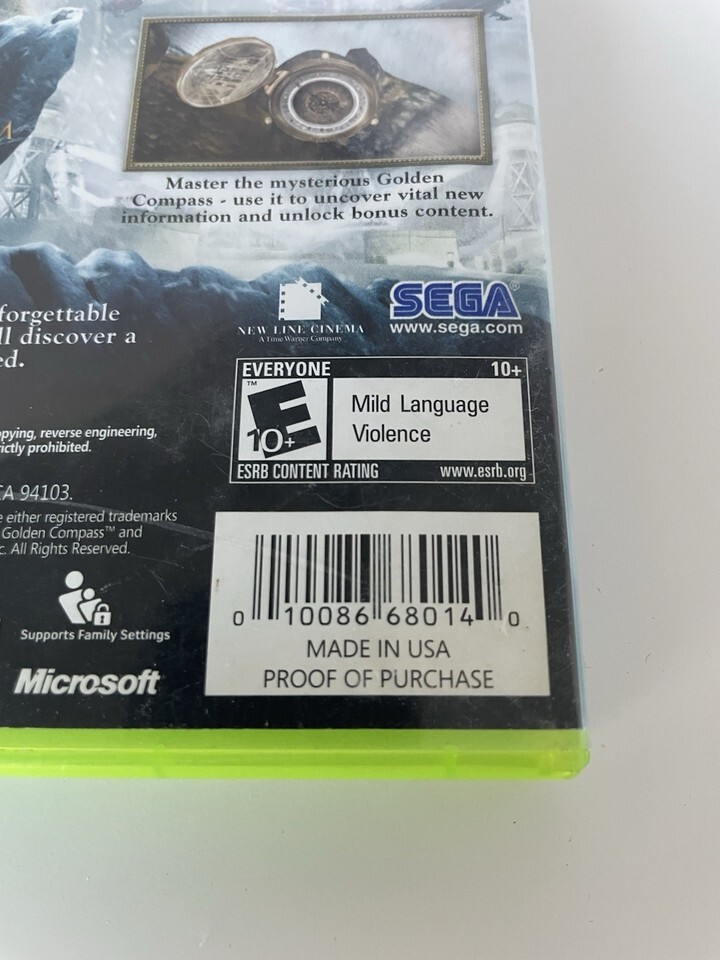 Master the mysterious Golden
Compass - use it to uncover vital new
information and unlock bonus content.
forgettable
ll discover a
ed.
NEW LINE CINEMA
A Time Warner Company
SEGA®
www.sega.com
EVERYONE 10+
™
E
10+
Mild Language
Violence
ESRB CONTENT RATING www.esrb.org
pying, reverse engineering,
ictly prohibited.
CA 94103.
e either registered trademarks
Golden Compass™ and
c. All Rights Reserved.
Supports Family Settings
Microsoft
0 10086 68014 0
MADE IN USA
PROOF OF PURCHASE